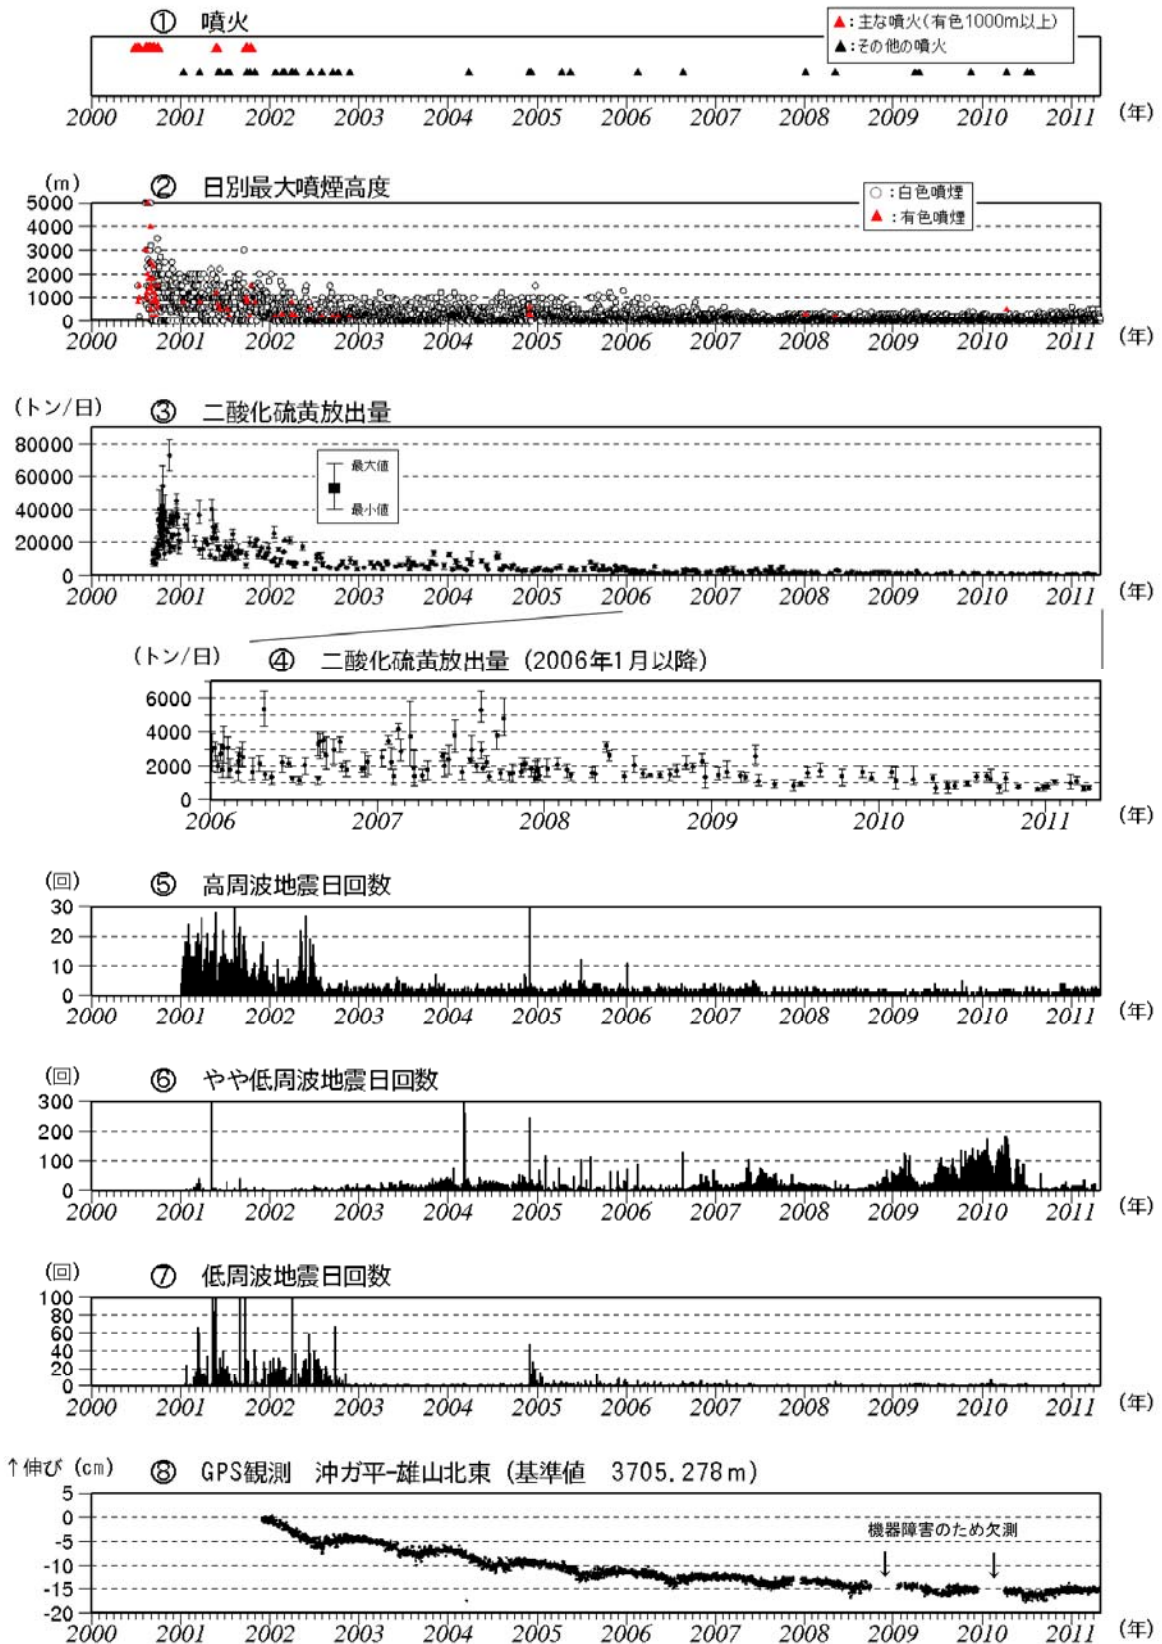 ① 噴火
▲:主な噴火(有色1000m以上)
▲:その他の噴火
2000 2001 2002 2003 2004 2005 2006 2007 2008 2009 2010 2011 (年)
(m) ② 日別最大噴煙高度
○:白色噴煙
▲:有色噴煙
5000
4000
3000
2000
1000
0
2000 2001 2002 2003 2004 2005 2006 2007 2008 2009 2010 2011 (年)
(トン/日) ③ 二酸化硫黄放出量
最大値
最小値
80000
60000
40000
20000
0
2000 2001 2002 2003 2004 2005 2006 2007 2008 2009 2010 2011 (年)
(トン/日) ④ 二酸化硫黄放出量 (2006年1月以降)
6000
4000
2000
0
2006 2007 2008 2009 2010 2011 (年)
(回) ⑤ 高周波地震日回数
30
20
10
0
2000 2001 2002 2003 2004 2005 2006 2007 2008 2009 2010 2011 (年)
(回) ⑥ やや低周波地震日回数
300
200
100
0
2000 2001 2002 2003 2004 2005 2006 2007 2008 2009 2010 2011 (年)
(回) ⑦ 低周波地震日回数
100
80
60
40
20
0
2000 2001 2002 2003 2004 2005 2006 2007 2008 2009 2010 2011 (年)
↑伸び (cm) ⑧ GPS観測 沖ガ平-雄山北東 (基準値 3705.278m)
機器障害のため欠測
↓ ↓
5
0
-5
-10
-15
-20
2000 2001 2002 2003 2004 2005 2006 2007 2008 2009 2010 2011 (年)